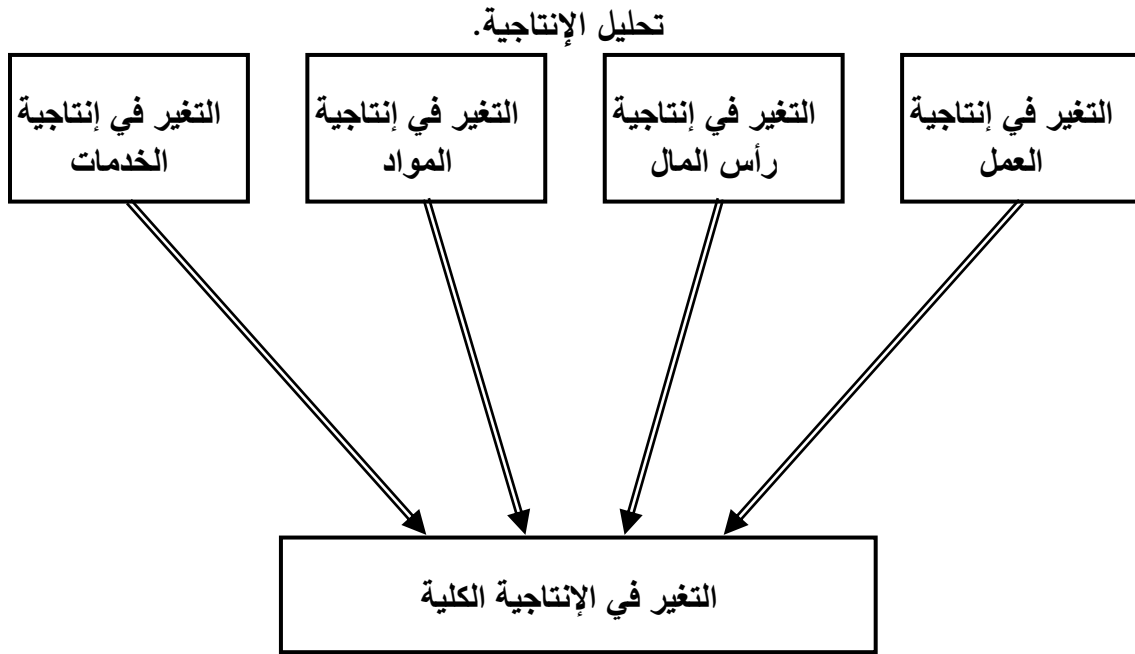 تحليل الإنتاجية.
التغير في إنتاجية
العمل
التغير في إنتاجية
رأس المال
التغير في إنتاجية
المواد
التغير في إنتاجية
الخدمات
التغير في الإنتاجية الكلية